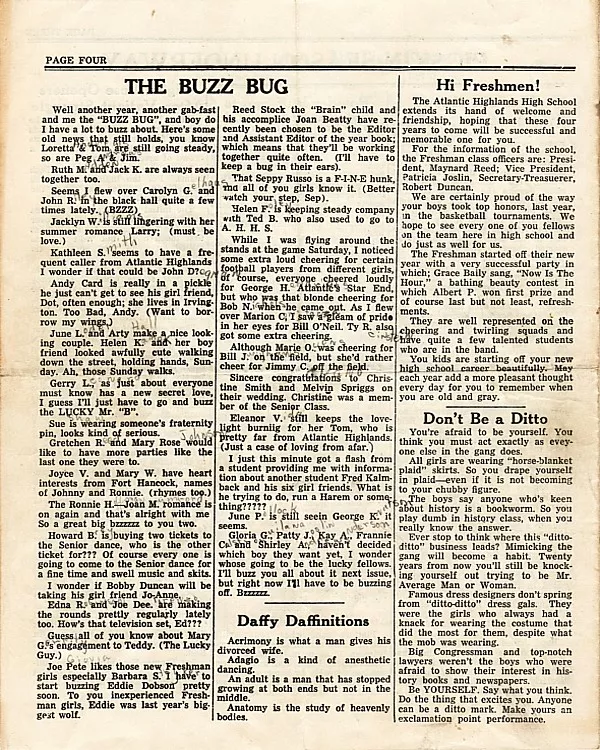 PAGE FOUR
THE BUZZ BUG
Well another year, another gab-fast
and me the "BUZZ BUG", and boy do
I have a lot to buzz about. Here's some
old news that still holds, you know
Loretta & Tom are still going steady,
so are Peg A & Jim.
Ruth M. and Jack K. are always seen
together too.
Seems I flew over Carolyn G. and
John R. in the black hall quite a few
times lately. (BZZZ)
Jacklyn W. is still lingering with her
summer romance Larry; (must be
love.)
Kathleen S. seems to have a fre-
quent caller from Atlantic Highlands
I wonder if that could be John D?
Andy Card is really in a pickle
he just can't get to see his girl friend,
Dot, often enough; she lives in Irving-
ton. Too Bad, Andy. (Want to bor-
row my wings.)
June L. and Arty make a nice look-
ing couple. Helen K. and her boy
friend looked awfully cute walking
down the street, holding hands, Sun-
day. Ah, those Sunday walks.
Gerry L., as just about everyone
must know has a new secret love,
I guess I'll just have to go and buzz
the LUCKY Mr. "B".
Sue is wearing someone's fraternity
pin, looks kind of serious.
Gretchen R. and Mary Rose would
like to have more parties like the
last one they were to.
Joyce V. and Mary W. have heart
interests from Fort Hancock, names
of Johnny and Ronnie. (rhymes too.)
The Ronnie H.—Joan M. romance is
on again and that's alright with me
So a great big bzzzzz to you two.
Howard B. is buying two tickets to
the Senior dance, who is the other
ticket for??? Of course every one is
going to come to the Senior dance for
a fine time and swell music and skits.
I wonder if Bobby Duncan will be
taking his girl friend Jo-Anne.
Edna R. and Joe Dee. are making
the rounds pretty regularly lately
too. How's that television set, Ed???
Guess all of you know about Mary
G's engagement to Teddy. (The Lucky
Guy.)
Joe Pete likes those new Freshman
girls especially Barbara S. I have to
start buzzing Eddie Dobson pretty
soon. To you inexperienced Fresh-
man girls, Eddie was last year's big-
gest wolf.
Reed Stock the "Brain" child and
his accomplice Joan Beatty have re-
cently been chosen to be the Editor
and Assistant Editor of the year book;
which means that they'll be working
together quite often. (I'll have to
keep a bug in their ears).
That Seppy Russo is a F-I-N-E hunk,
and all of you girls know it. (Better
watch your step, Sep).
Helen F. is keeping steady company
with Ted B. who also used to go to
A. H. H. S.
While I was flying around the
stands at the game Saturday, I noticed
some extra loud cheering for certain
football players from different girls,
of course, everyone cheered loudly
for George H. Atlantic's Star End,
but who was that blonde cheering for
Bob N. when he came out. As I flew
over Marion C. I saw a gleam of pride
in her eyes for Bill O'Neil. Ty R. also
got some extra cheering.
Although Marie O. was cheering for
Bill J. on the field, but she'd rather
cheer for Jimmy C. off the field.
Sincere congratulations to Chris-
tine Smith and Melvin Spriggs on
their wedding. Christine was a mem-
ber of the Senior Class.
Eleanor V. still keeps the love-
light burnilg for her Tom, who is
pretty far from Atlantic Highlands.
(Just a case of loving from afar.)
I just this minute got a flash from
a student providing me with informa-
tion about another student Fred Kalm-
back and his six girl friends. What is
he trying to do, run a Harem or some-
thing?????
June P. is still seen George K. it
seems.
Gloria G., Patty J., Kay A., Frannie
C. and Shirley A., haven't decided
which boy they want yet, I wonder
whose going to be the lucky fellows.
I'll buzz you all about it next issue,
but right now I'll have to be buzzing
off. Bzzzzz.
Daffy Daffinitions
Acrimony is what a man gives his
divorced wife.
Adagio is a kind of anesthetic
dancing.
An adult is a man that has stopped
growing at both ends but not in the
middle.
Anatomy is the study of heavenly
bodies.
Hi Freshmen!
The Atlantic Highlands High School
extends its hand of welcome and
friendship, hoping that these four
years to come will be successful and
memorable one for you.
For the information of the school,
the Freshman class officers are: Presi-
dent, Maynard Reed; Vice President,
Patricia Joslin, Secretary-Treasuerer,
Robert Duncan.
We are certainly proud of the way
your boys took top honors, last year,
in the basketball tournaments. We
hope to see every one of you fellows
on the team here in high school and
do just as well for us.
The Freshman started off their new
year with a very successful party in
which; Grace Baily sang, "Now Is The
Hour," a bathing beauty contest in
which Albert P. won first prize and
of course last but not least, refresh-
ments.
They are well represented on the
cheering and twirling squads and
have quite a few talented students
who are in the band.
You kids are starting off your new
high school career beautifully. May
each year add a more pleasant thought
every day for you to remember when
you are old and gray.
Don't Be a Ditto
You're afraid to be yourself. You
think you must act exactly as every-
one else in the gang does.
All girls are wearing "horse-blanket
plaid" skirts. So you drape yourself
in plaid—even if it is not becoming
to your chubby figure.
The boys say anyone who's keen
about history is a bookworm. So you
play dumb in history class, when you
really know the answer.
Ever stop to think where this "ditto-
ditto" business leads? Mimicking the
gang will become a habit. Twenty
years from now you'll still be knock-
ing yourself out trying to be Mr.
Average Man or Woman.
Famous dress designers don't spring
from "ditto-ditto" dress gals. They
were the girls who always had a
knack for wearing the costume that
did the most for them, despite what
the mob was wearing.
Big Congressman and top-notch
lawyers weren't the boys who were
afraid to show their interest in his-
tory books and newspapers.
Be YOURSELF. Say what you think.
Do the thing that excites you. Anyone
can be a ditto mark. Make yours an
exclamation point performance.